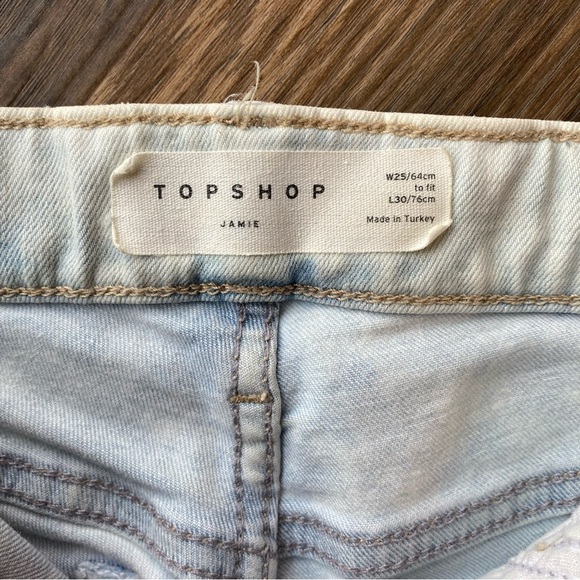 TOPSHOP
JAMIE
W25/64cm
to fit
L30/76cm
Made in Turkey